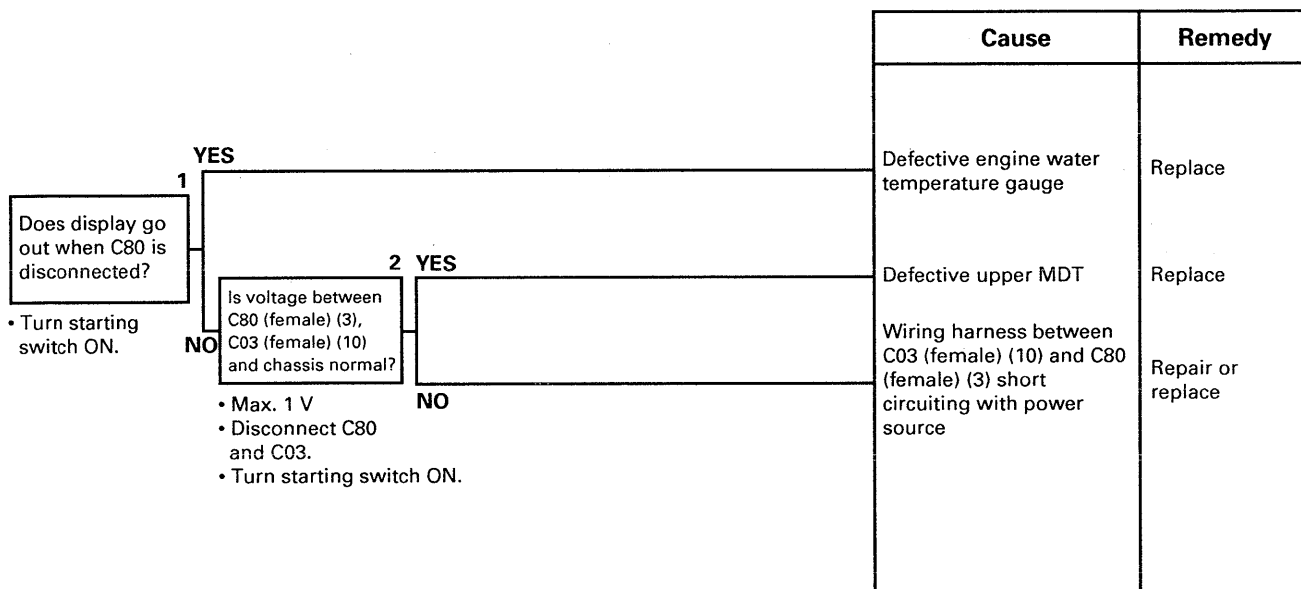 Cause
Remedy
YES
1
Does display go
out when C80 is
disconnected?
• Turn starting
switch ON.
NO
2
YES
Is voltage between
C80 (female) (3),
C03 (female) (10)
and chassis normal?
NO
• Max. 1 V
• Disconnect C80
and C03.
• Turn starting switch ON.
Defective engine water
temperature gauge
Replace
Defective upper MDT
Replace
Wiring harness between
C03 (female) (10) and C80
(female) (3) short
circuiting with power
source
Repair or
replace